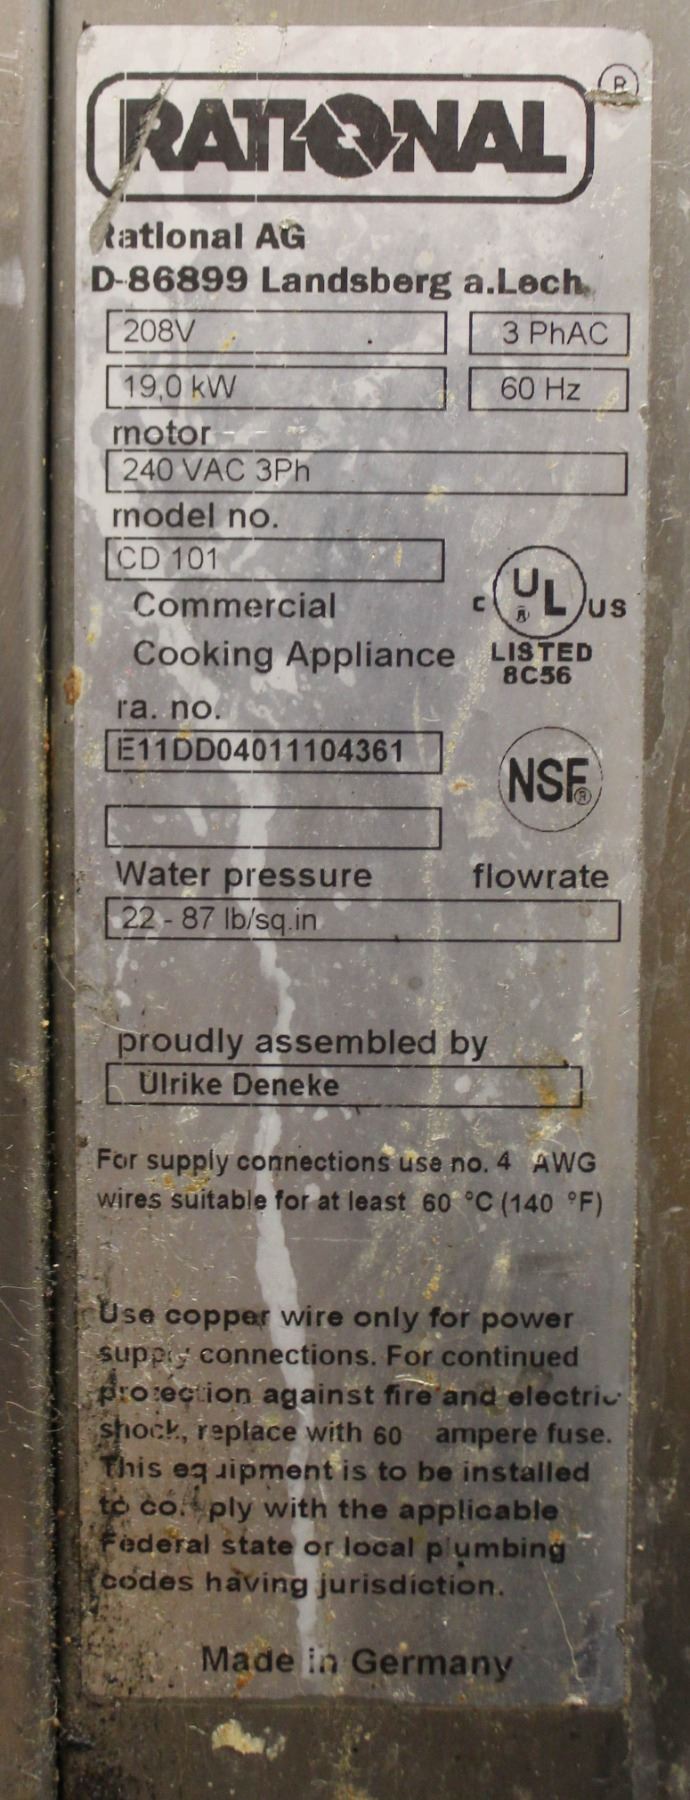 RATIONAL ®
Rational AG
D-86899 Landsberg a.Lech.
208V 3 PhAC
19,0 kW 60 Hz
motor
240 VAC 3Ph
model no.
CD 101
Commercial
Cooking Appliance
C UL ® US
LISTED
8C56
ra. no.
E11DD04011104361
NSF®
Water pressure flowrate
22 - 87 lb/sq.in
proudly assembled by
Ulrike Deneke
For supply connections use no. 4 AWG
wires suitable for at least 60 °C (140 °F)
Use copper wire only for power
supply connections. For continued
protection against fire and electric
shock, replace with 60 ampere fuse.
This equipment is to be installed
to comply with the applicable
Federal state or local plumbing
codes having jurisdiction.
Made in Germany